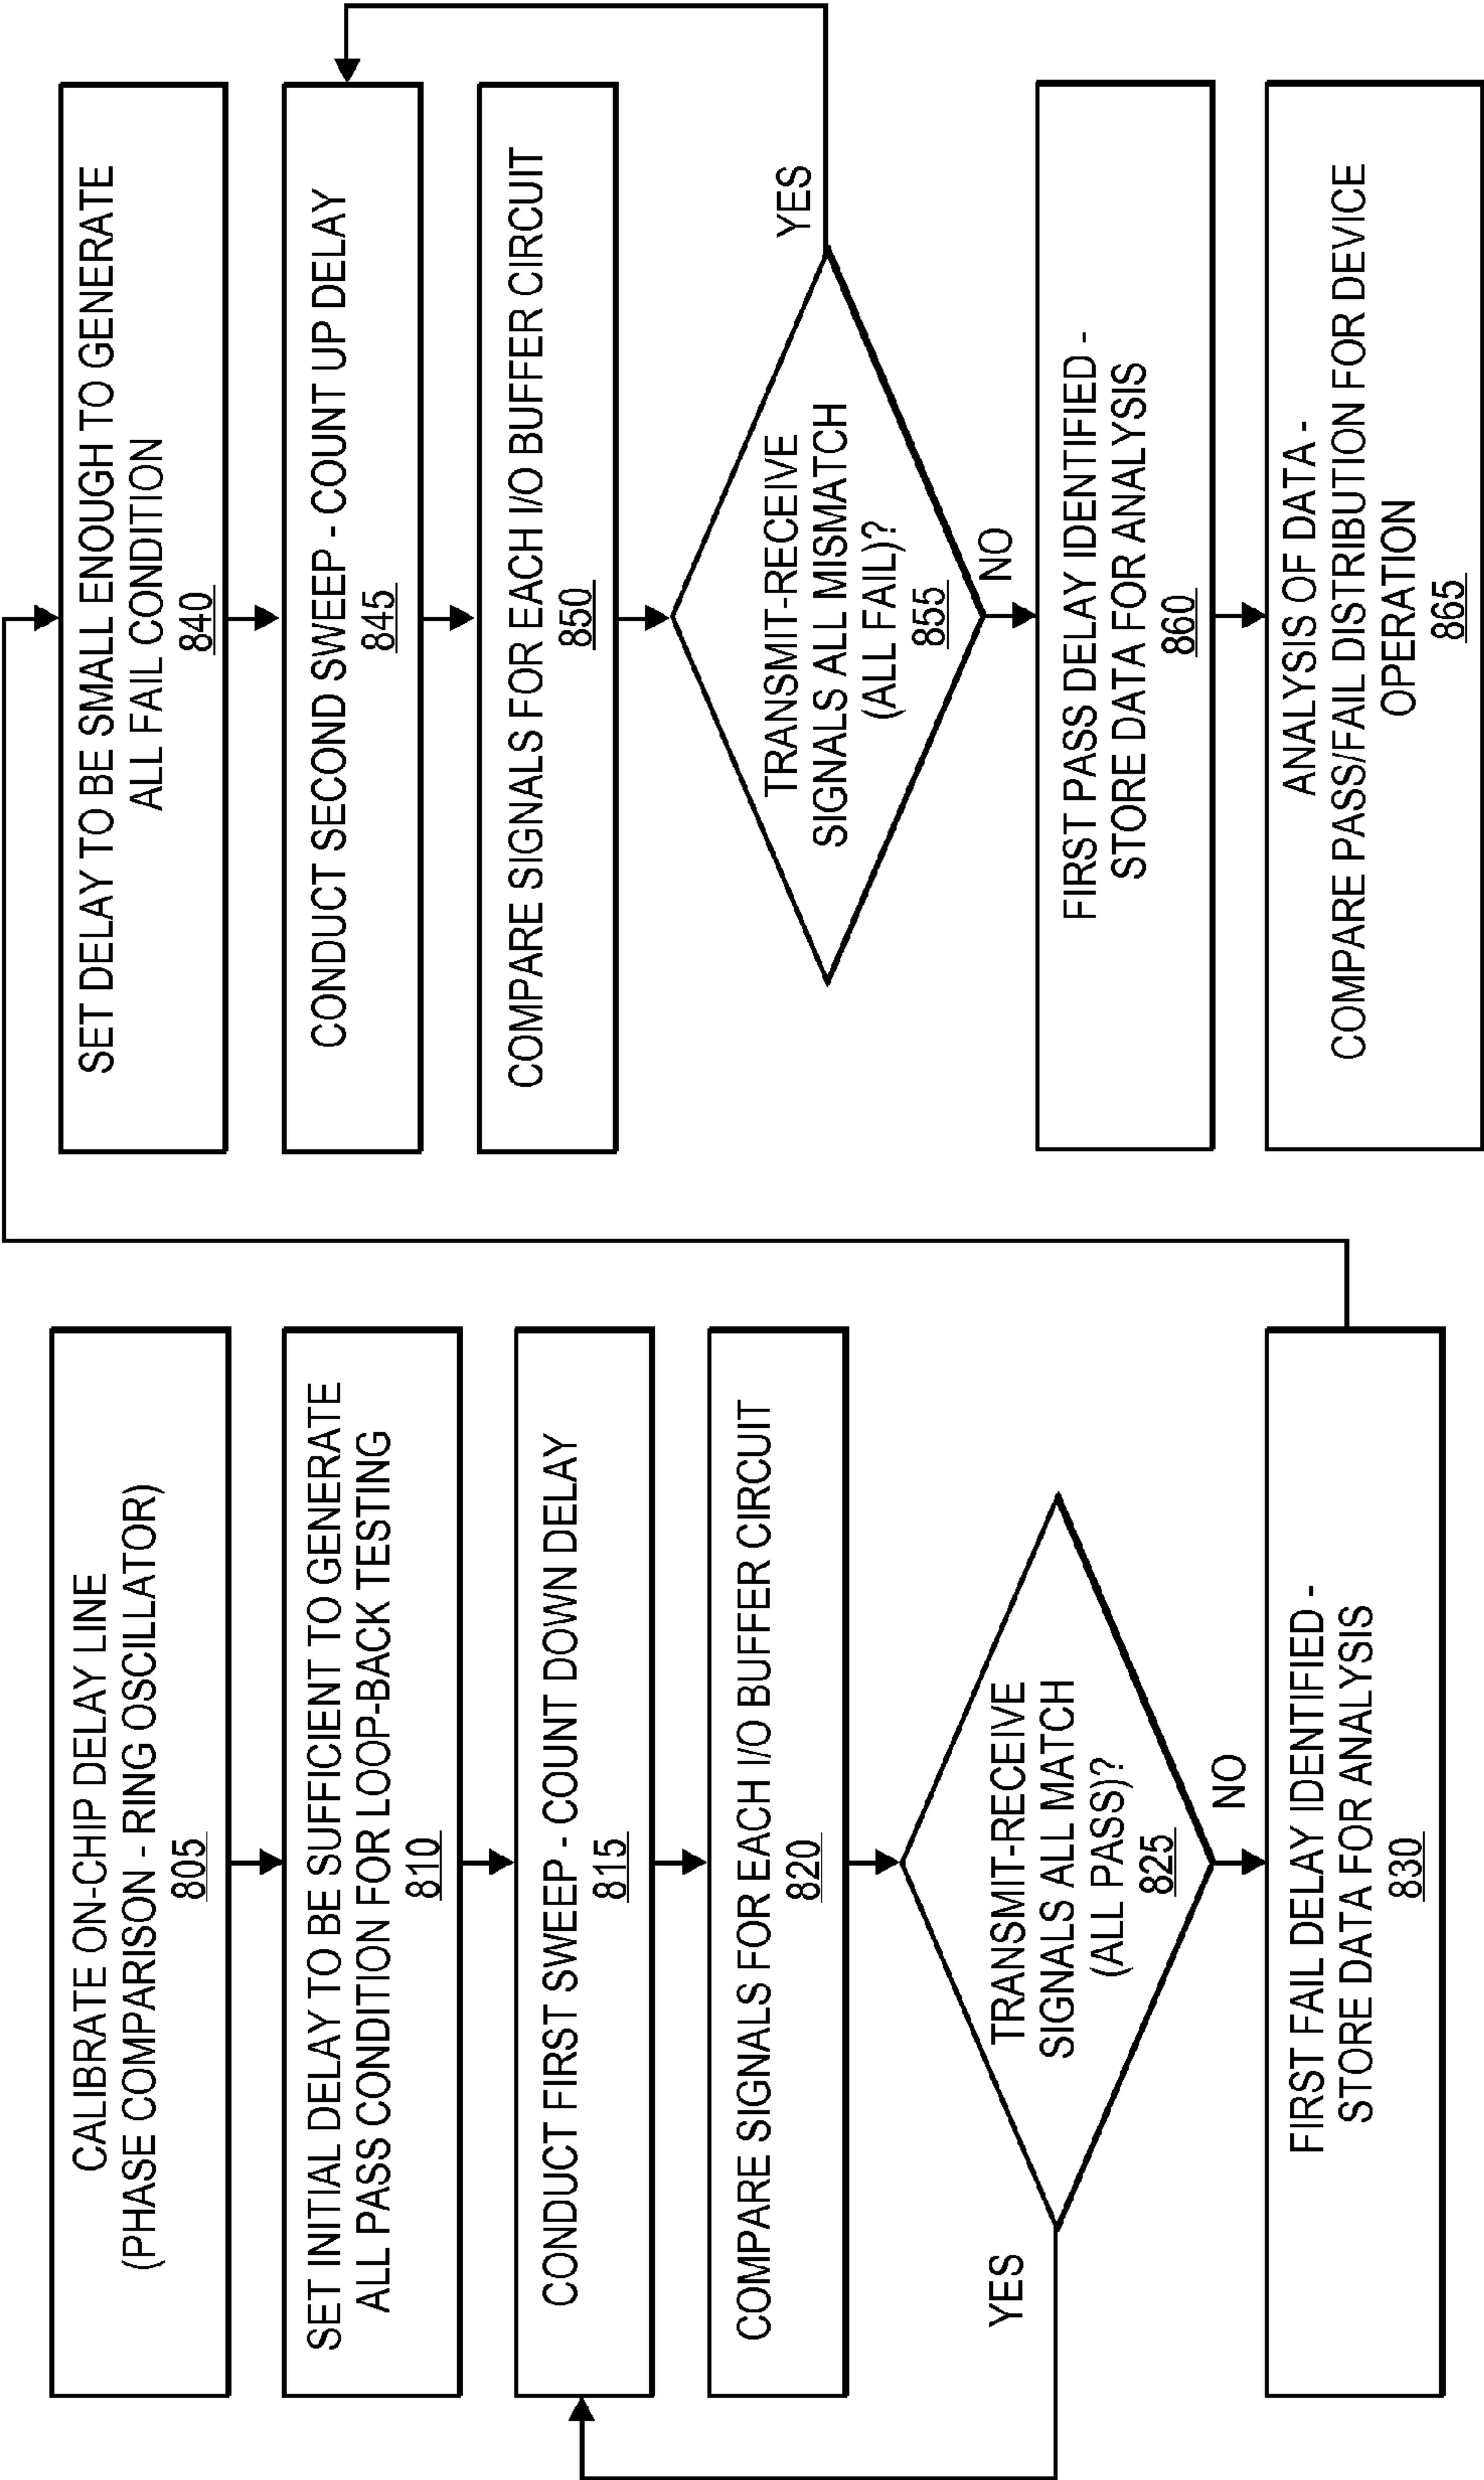 CALIBRATE ON-CHIP DELAY LINE
(PHASE COMPARISON - RING OSCILLATOR)
805
SET INITIAL DELAY TO BE SUFFICIENT TO GENERATE
ALL PASS CONDITION FOR LOOP-BACK TESTING
810
CONDUCT FIRST SWEEP - COUNT DOWN DELAY
815
COMPARE SIGNALS FOR EACH I/O BUFFER CIRCUIT
820
TRANSMIT-RECEIVE
SIGNALS ALL MATCH
(ALL PASS)?
825
YES
NO
FIRST FAIL DELAY IDENTIFIED -
STORE DATA FOR ANALYSIS
830
SET DELAY TO BE SMALL ENOUGH TO GENERATE
ALL FAIL CONDITION
840
CONDUCT SECOND SWEEP - COUNT UP DELAY
845
COMPARE SIGNALS FOR EACH I/O BUFFER CIRCUIT
850
TRANSMIT-RECEIVE
SIGNALS ALL MISMATCH
(ALL FAIL)?
855
YES
NO
FIRST PASS DELAY IDENTIFIED -
STORE DATA FOR ANALYSIS
860
ANALYSIS OF DATA -
COMPARE PASS/FAIL DISTRIBUTION FOR DEVICE
OPERATION
865